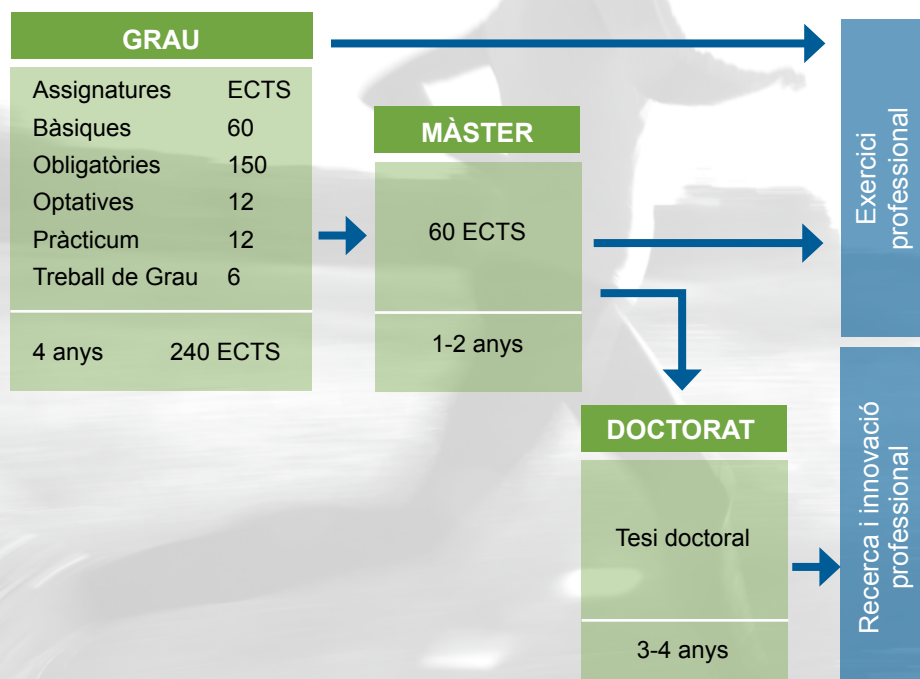 GRAU
Assignatures ECTS
Bàsiques 60
Obligatòries 150
Optatives 12
Pràcticum 12
Treball de Grau 6
4 anys 240 ECTS
MÀSTER
60 ECTS
1-2 anys
DOCTORAT
Tesi doctoral
3-4 anys
Exercici
professional
Recerca i innovació
professional